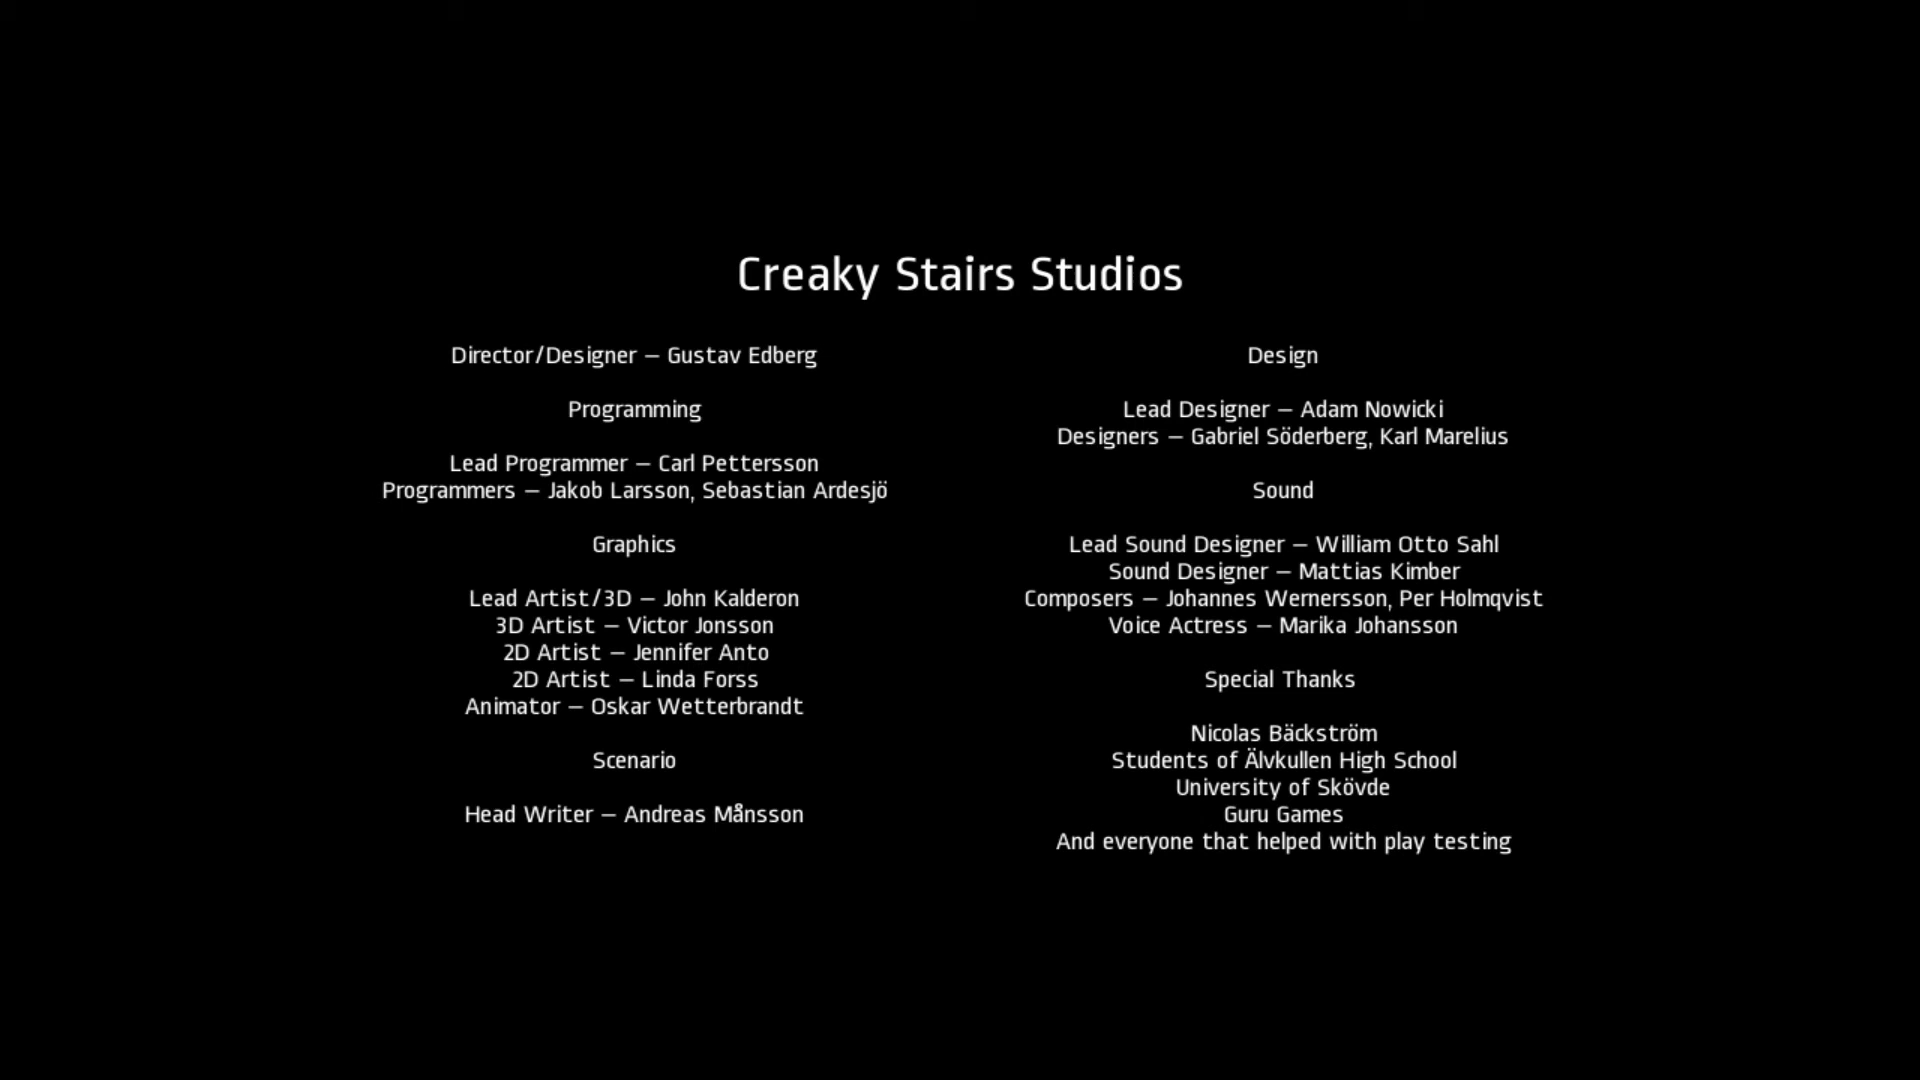 Creaky Stairs Studios
Director/Designer – Gustav Edberg
Programming
Lead Programmer – Carl Pettersson
Programmers – Jakob Larsson, Sebastian Ardesjö
Graphics
Lead Artist/3D – John Kalderon
3D Artist – Victor Jonsson
2D Artist – Jennifer Anto
2D Artist – Linda Forss
Animator – Oskar Wetterbrandt
Scenario
Head Writer – Andreas Månsson
Design
Lead Designer – Adam Nowicki
Designers – Gabriel Söderberg, Karl Marelius
Sound
Lead Sound Designer – William Otto Sahl
Sound Designer – Mattias Kimber
Composers – Johannes Wernersson, Per Holmqvist
Voice Actress – Marika Johansson
Special Thanks
Nicolas Bäckström
Students of Älvkullen High School
University of Skövde
Guru Games
And everyone that helped with play testing